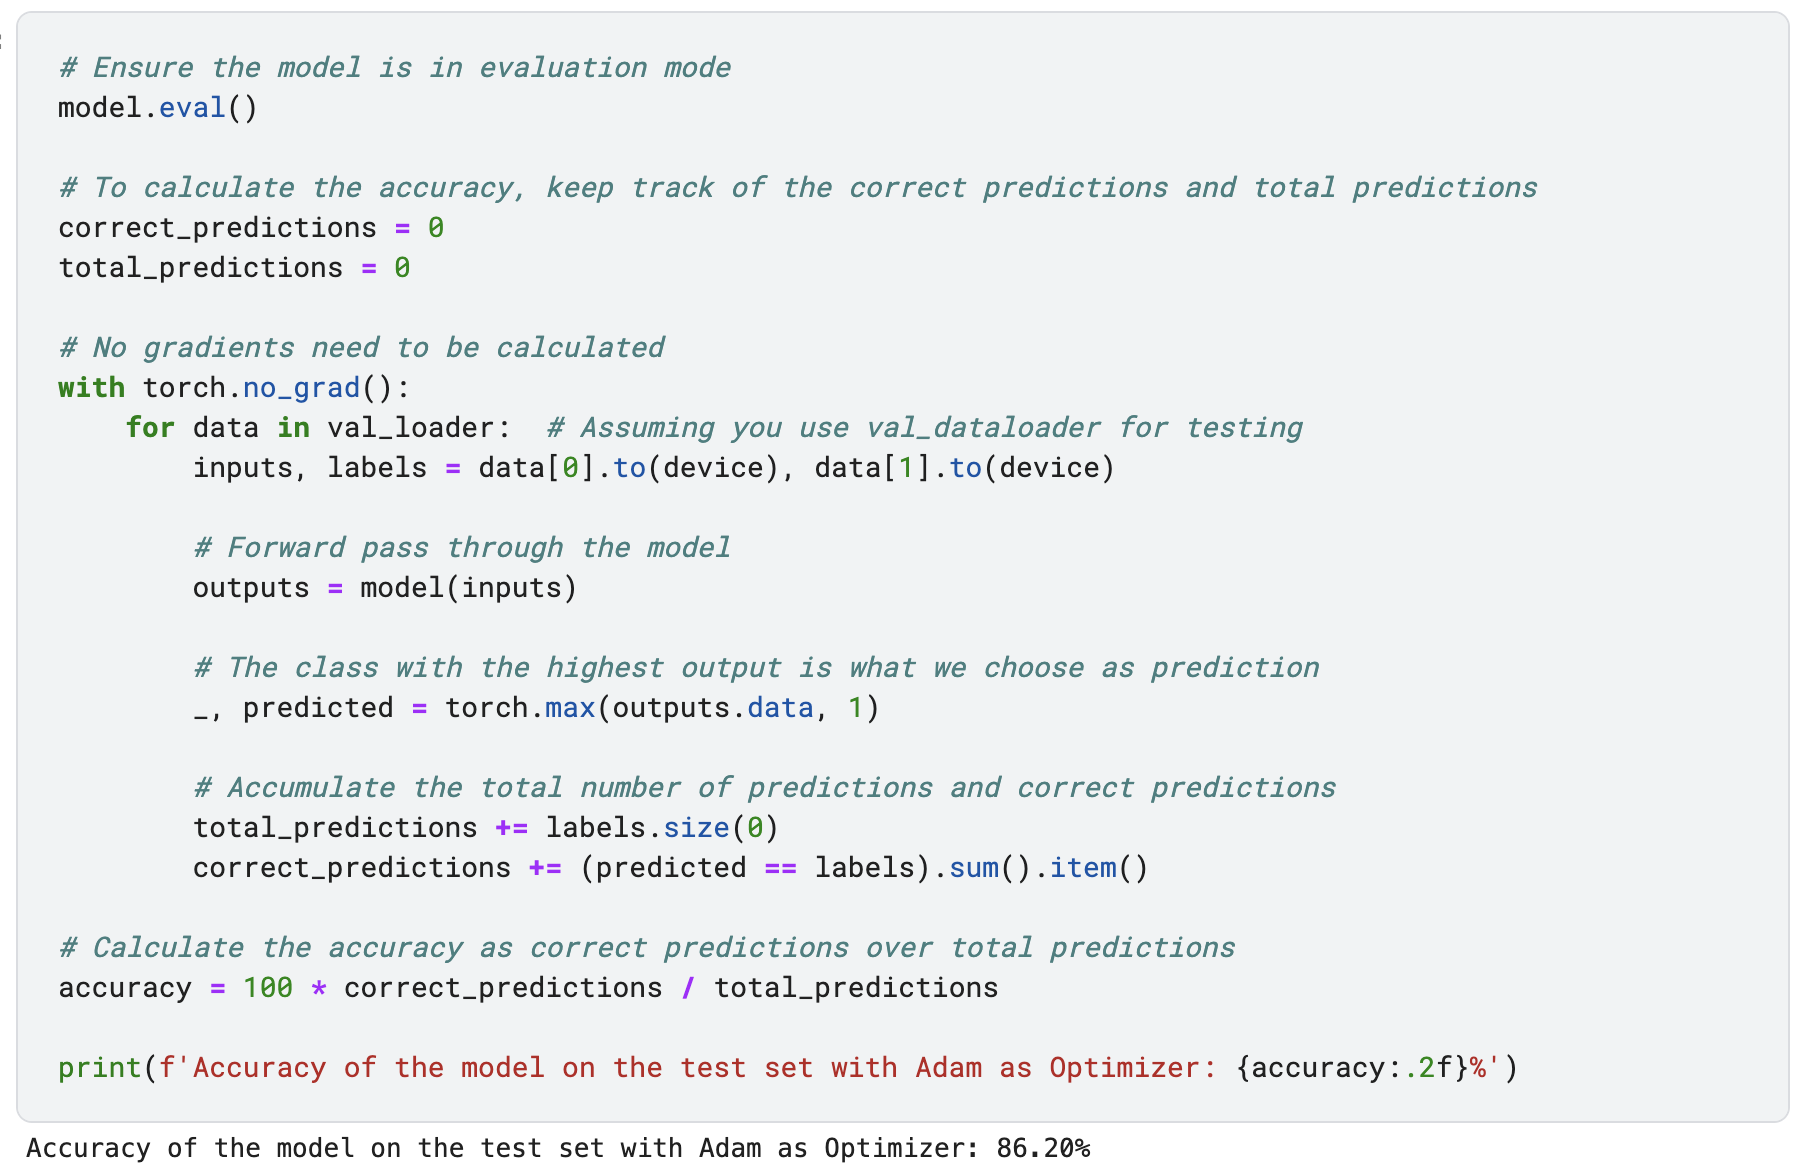 # Ensure the model is in evaluation mode
model.eval()
# To calculate the accuracy, keep track of the correct predictions and total predictions
correct_predictions = 0
total_predictions = 0
# No gradients need to be calculated
with torch.no_grad():
    for data in val_loader:  # Assuming you use val_dataloader for testing
        inputs, labels = data[0].to(device), data[1].to(device)
        # Forward pass through the model
        outputs = model(inputs)
        # The class with the highest output is what we choose as prediction
        _, predicted = torch.max(outputs.data, 1)
        # Accumulate the total number of predictions and correct predictions
        total_predictions += labels.size(0)
        correct_predictions += (predicted == labels).sum().item()
# Calculate the accuracy as correct predictions over total predictions
accuracy = 100 * correct_predictions / total_predictions
print(f'Accuracy of the model on the test set with Adam as Optimizer: {accuracy:.2f}%')
Accuracy of the model on the test set with Adam as Optimizer: 86.20%